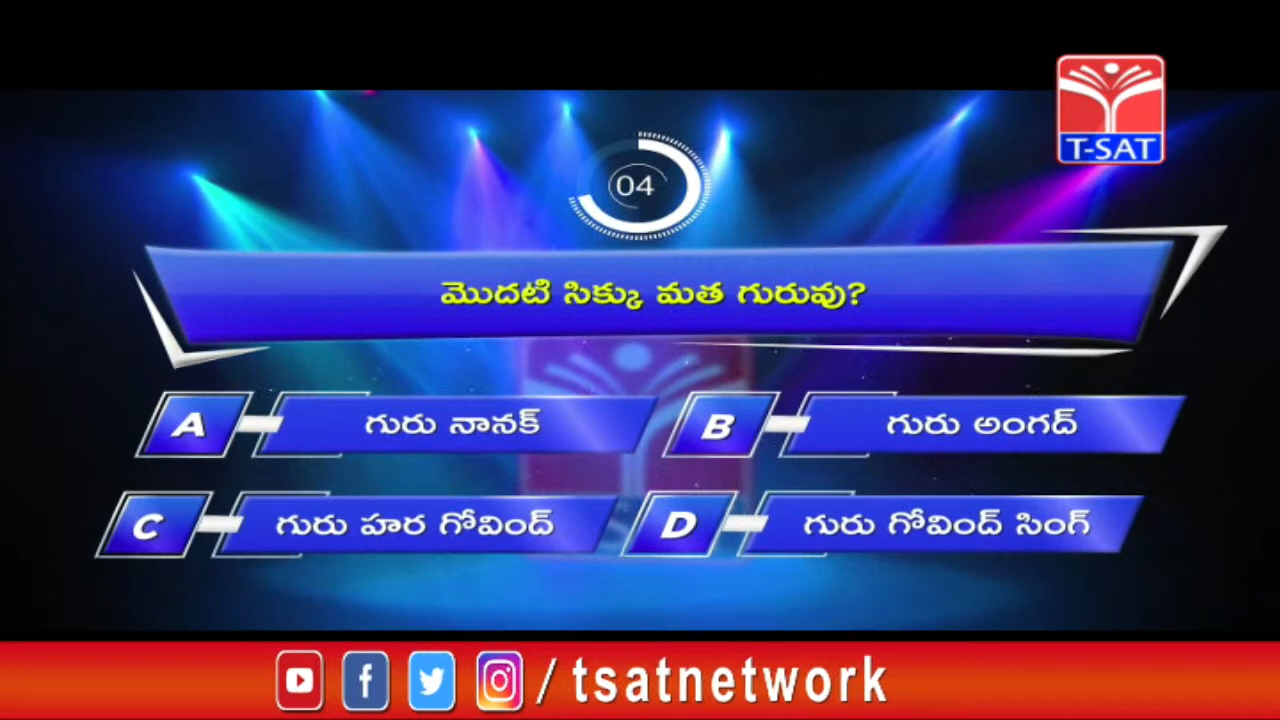 T-SAT
04
మొదటి సిక్కు మత గురువు?
A గురు నానక్
B గురు అంగద్
C గురు హర గోవింద్
D గురు గోవింద్ సింగ్
/ tsatnetwork